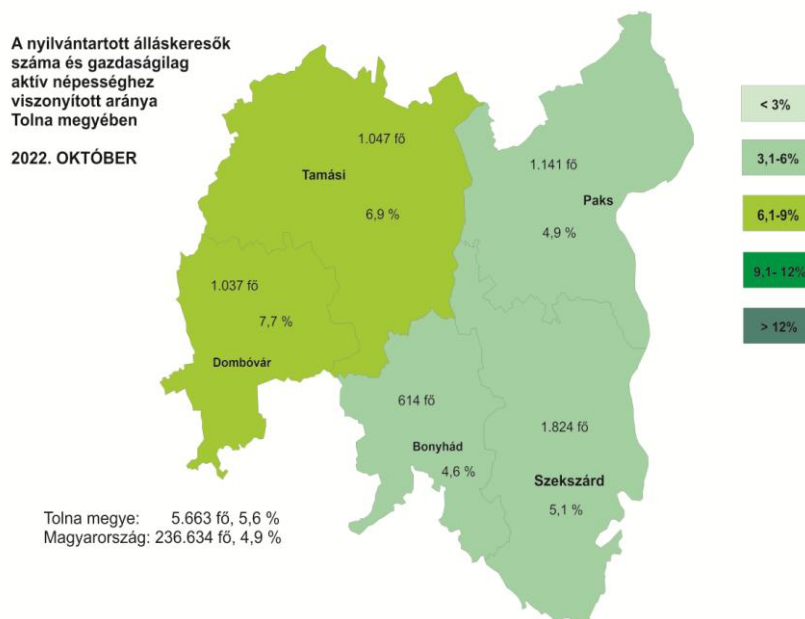 A nyilvántartott álláskeresők
száma és gazdaságilag
aktív népességhez
viszonyított aránya
Tolna megyében
2022. OKTÓBER
< 3%
3,1-6%
6,1-9%
9,1- 12%
> 12%
1.047 fő
Tamási
6,9 %
1.141 fő
Paks
4,9 %
1.037 fő
7,7 %
Dombóvár
614 fő
Bonyhád
4,6 %
1.824 fő
Szekszárd
5,1 %
Tolna megye: 5.663 fő, 5,6 %
Magyarország: 236.634 fő, 4,9 %